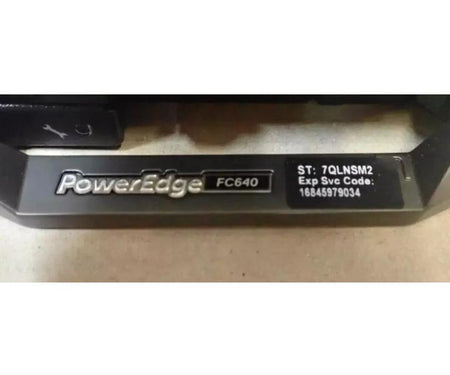 PowerEdge FC640
ST: 7QLNSM2
Exp Svc Code:
16845979034